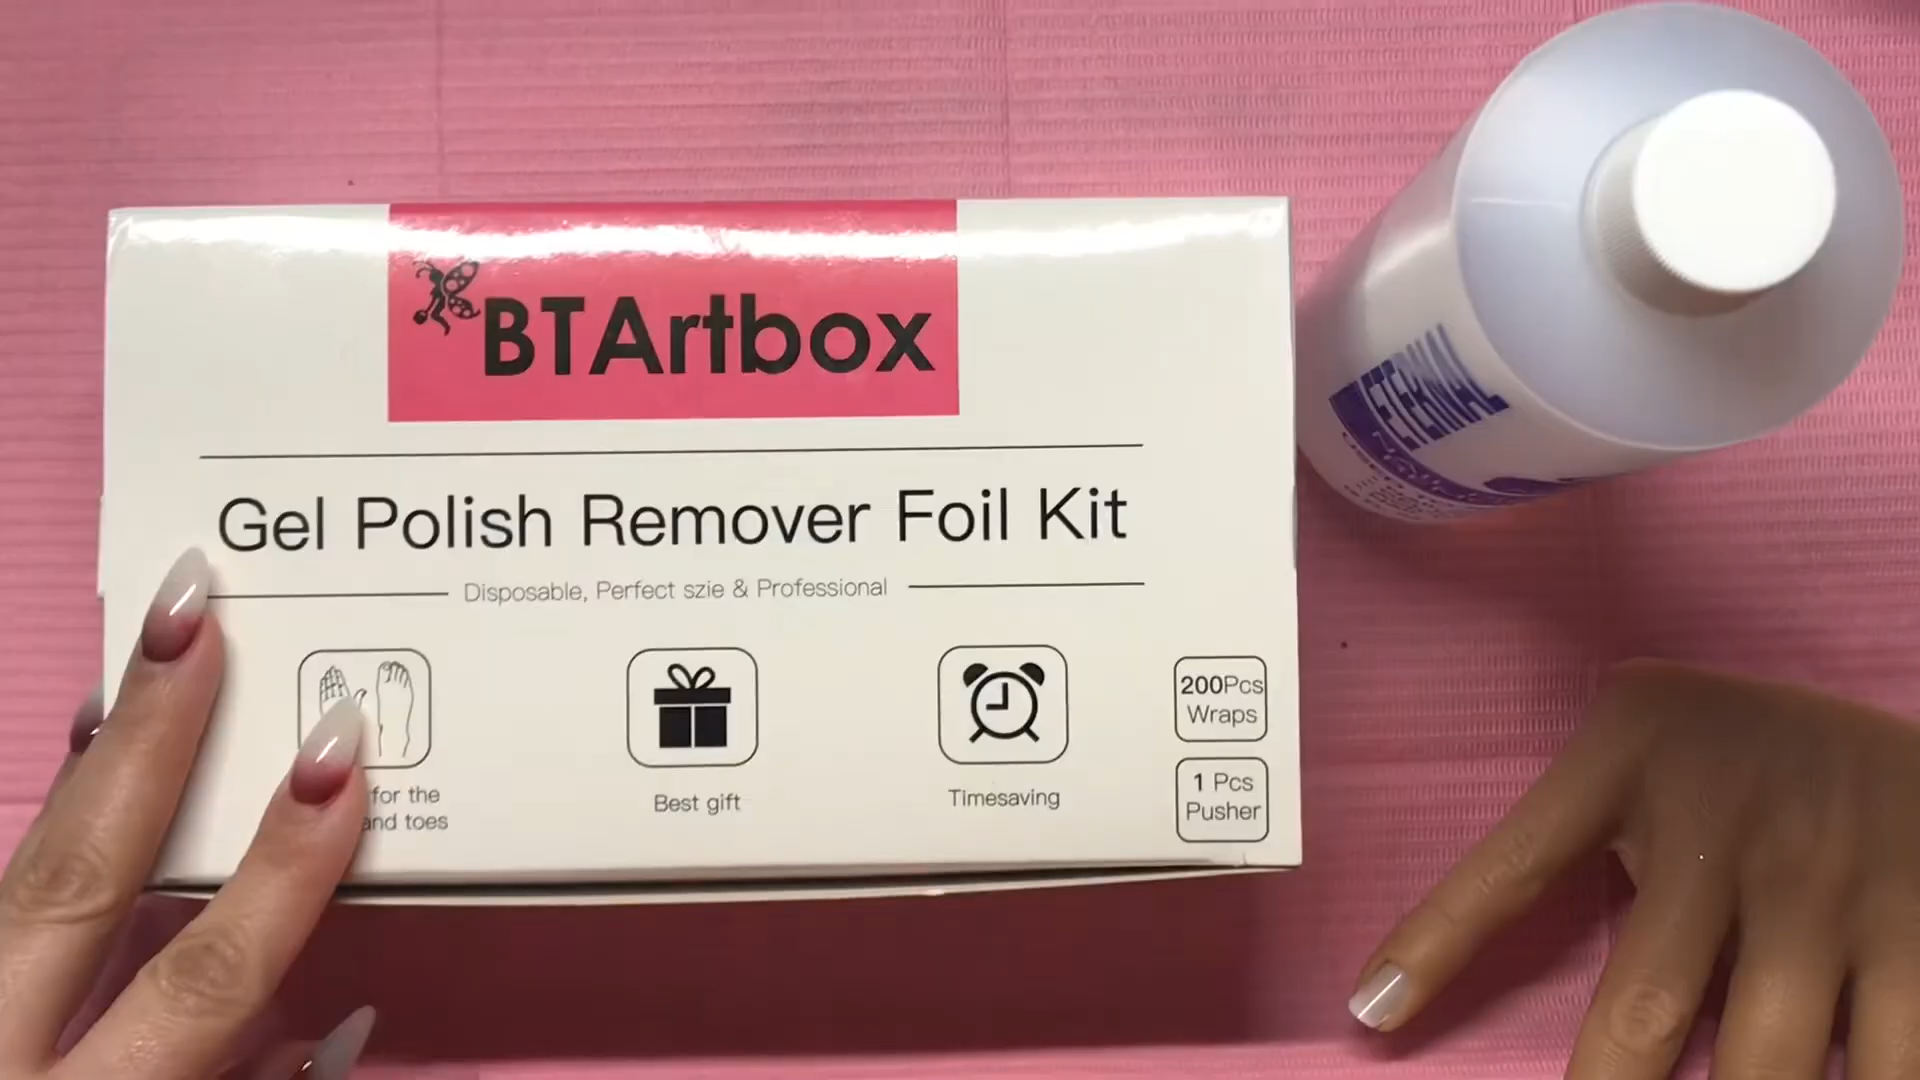 BTArtbox
Gel Polish Remover Foil Kit
Disposable, Perfect szie & Professional
for the
and toes
Best gift
Timesaving
200Pcs
Wraps
1 Pcs
Pusher
ETERNAL